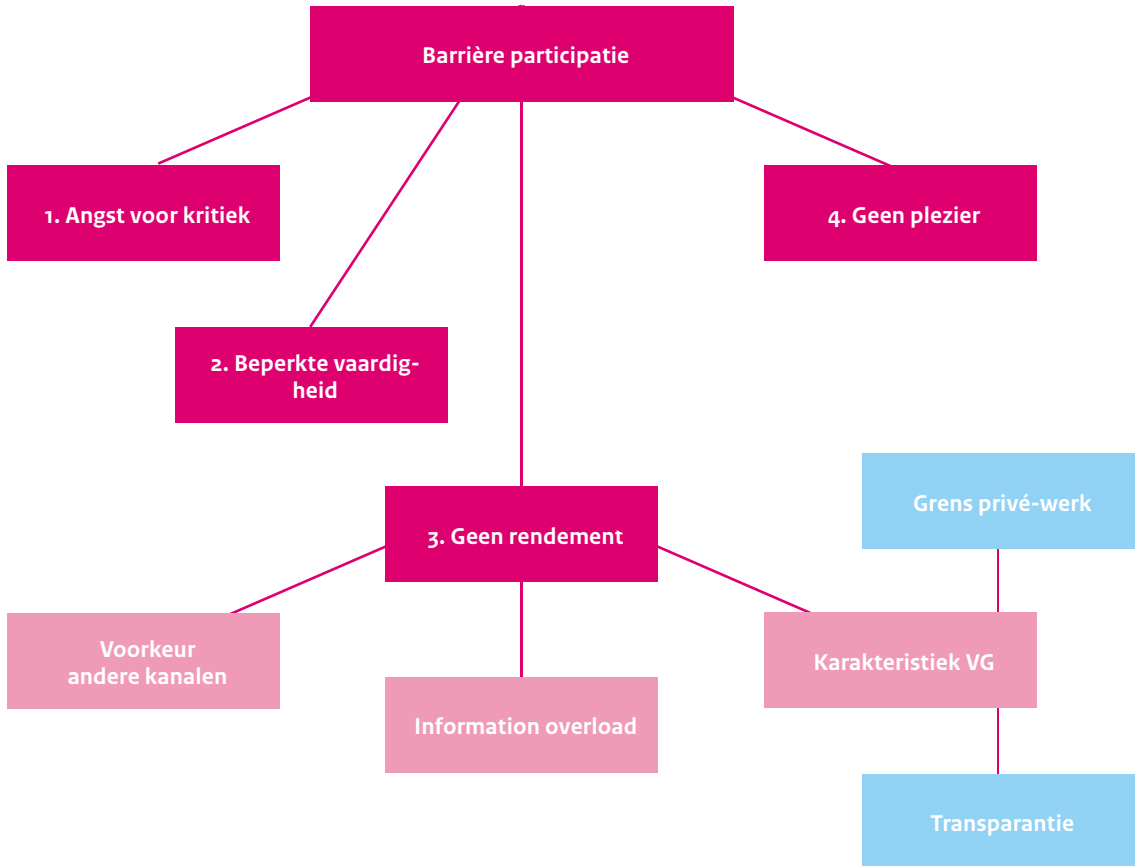 Barrière participatie
1. Angst voor kritiek
4. Geen plezier
2. Beperkte vaardig-
heid
Grens privé-werk
3. Geen rendement
Voorkeur
andere kanalen
Karakteristiek VG
Information overload
Transparantie